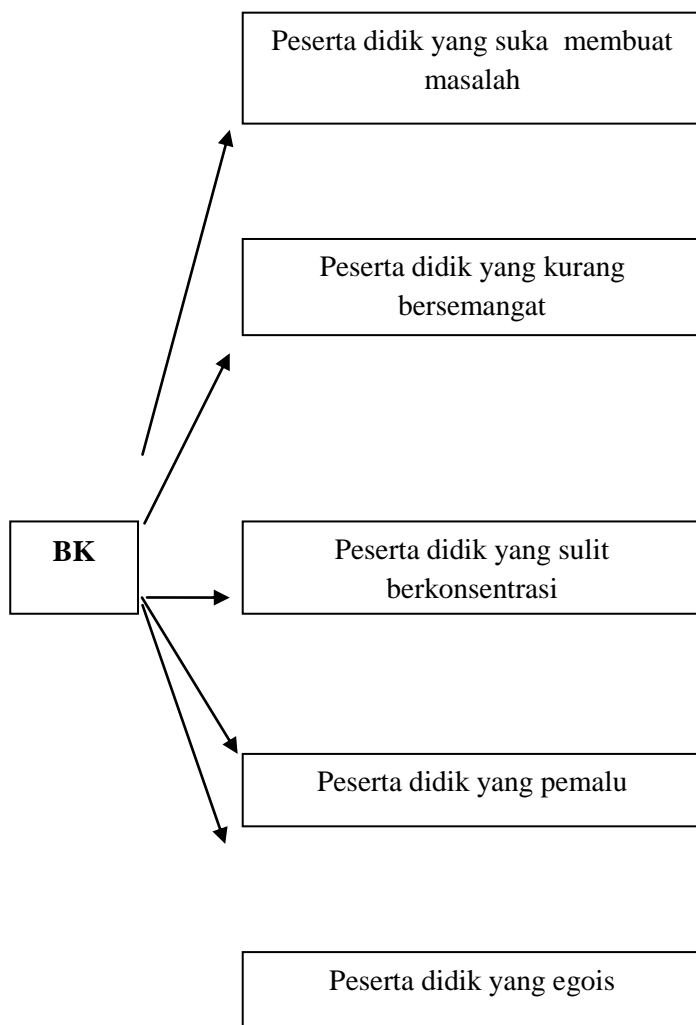 Peserta didik yang suka  membuat
masalah
Peserta didik yang kurang
bersemangat
BK
Peserta didik yang sulit
berkonsentrasi
Peserta didik yang pemalu
Peserta didik yang egois